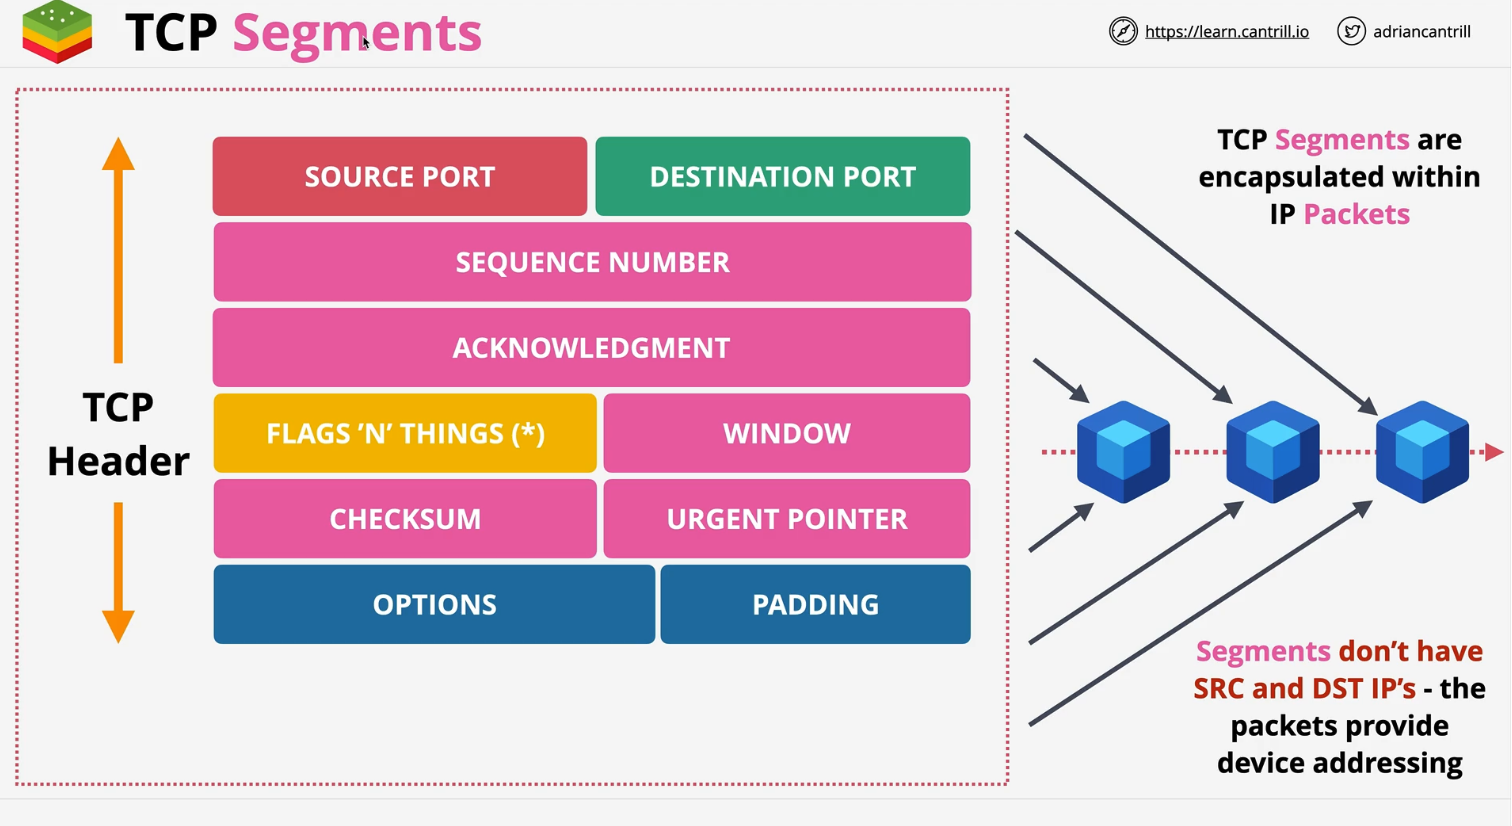 TCP Segments
https://learn.cantrill.io
adriancantrill
TCP
Header
SOURCE PORT
DESTINATION PORT
SEQUENCE NUMBER
ACKNOWLEDGMENT
FLAGS ’N’ THINGS (*)
WINDOW
CHECKSUM
URGENT POINTER
OPTIONS
PADDING
TCP Segments are
encapsulated within
IP Packets
Segments don’t have
SRC and DST IP’s - the
packets provide
device addressing